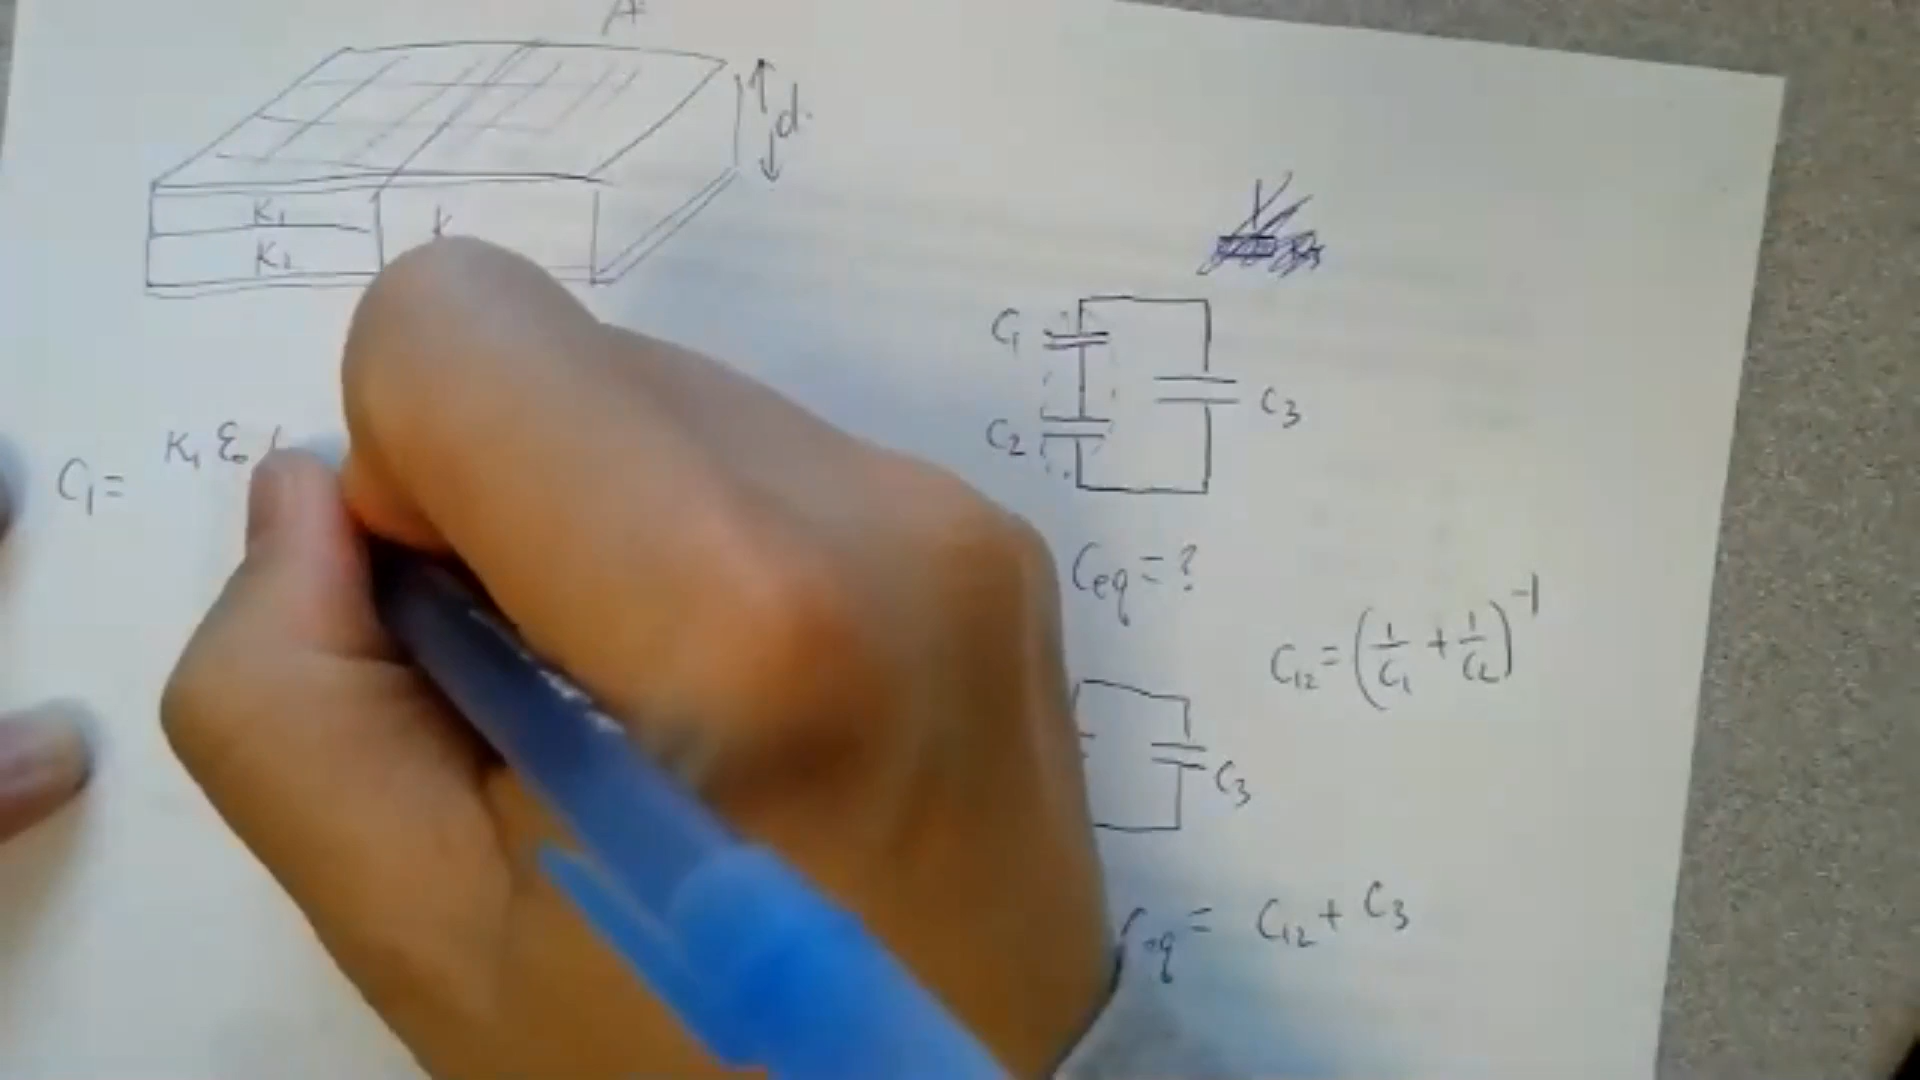 A
d.
K₁
K₂
k
C₁
C₂
C₃
C₁ = K₁ ε₀
Ceq = ?
C₁₂ = (1/C₁ + 1/C₂)⁻¹
C₃
eq = C₁₂ + C₃